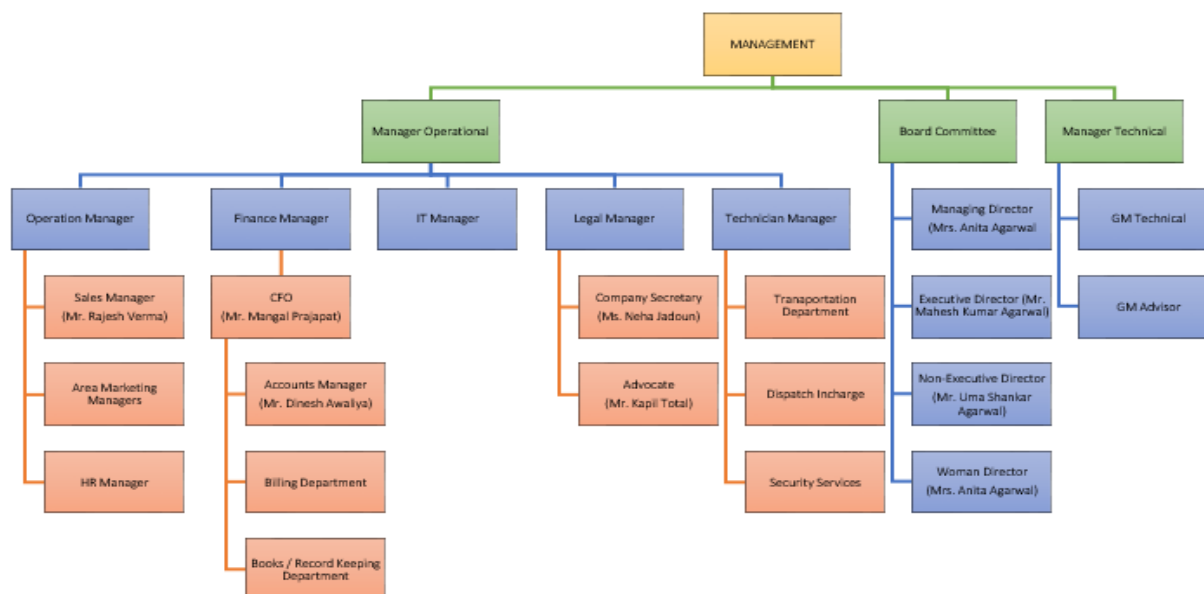 MANAGEMENT
Manager Operational
Board Committee
Manager Technical
Operation Manager
Finance Manager
IT Manager
Legal Manager
Technician Manager
Managing Director
(Mrs. Anita Agarwal
GM Technical
Sales Manager
(Mr. Rajesh Verma)
CFO
(Mr. Mangal Prajapat)
Company Secretary
(Ms. Neha Jadoun)
Transportation
Department
Executive Director (Mr.
Mahesh Kumar Agarwal)
GM Advisor
Area Marketing
Managers
Accounts Manager
(Mr. Dinesh Awaliya)
Advocate
(Mr. Kapil Total)
Dispatch Incharge
Non-Executive Director
(Mr. Uma Shankar
Agarwal)
HR Manager
Billing Department
Security Services
Woman Director
(Mrs. Anita Agarwal)
Books / Record Keeping
Department